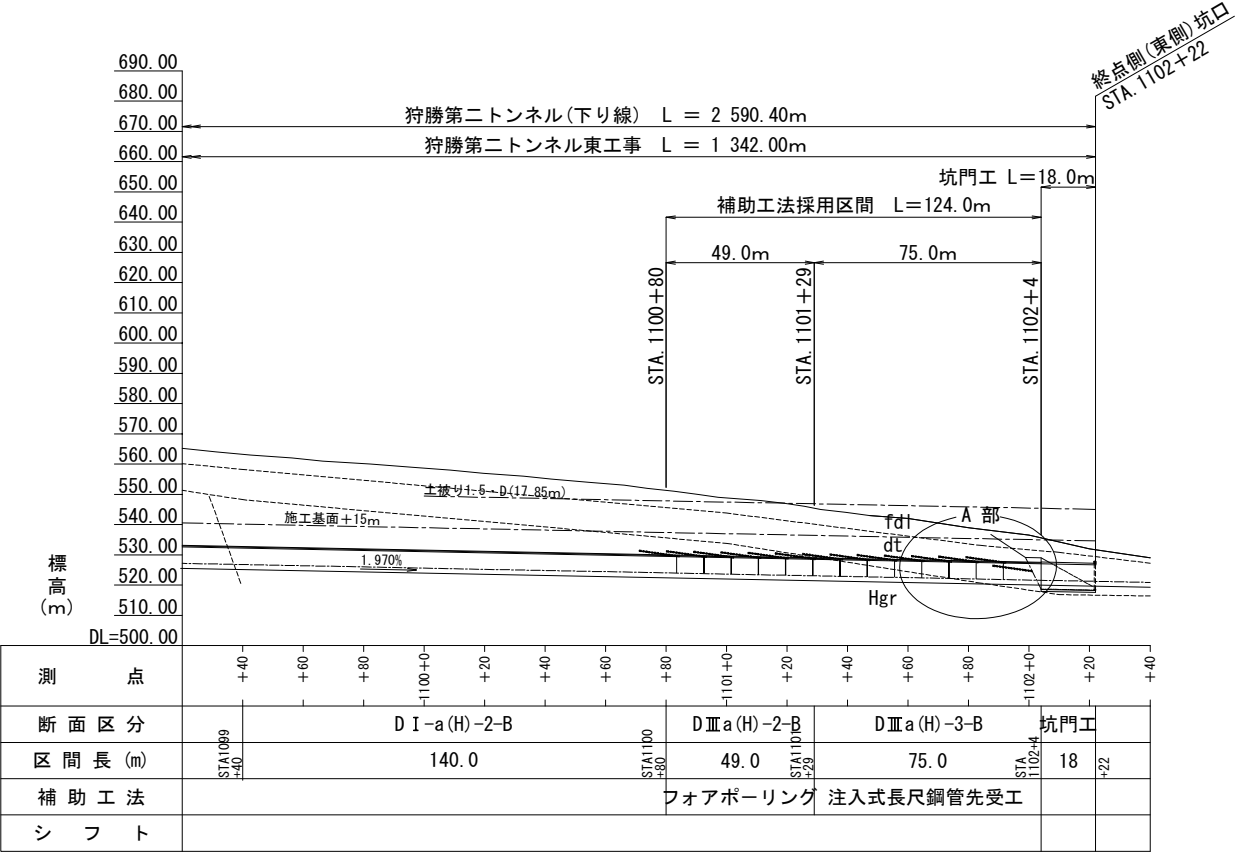 終点側(東側)坑口
STA.1102+22
690.00
680.00
670.00
660.00
650.00
640.00
630.00
620.00
610.00
600.00
590.00
580.00
570.00
560.00
550.00
540.00
530.00
520.00
510.00
DL=500.00
標高(m)
狩勝第二トンネル(下り線) L = 2 590.40m
狩勝第二トンネル東工事 L = 1 342.00m
坑門工 L=18.0m
補助工法採用区間 L=124.0m
49.0m 75.0m
STA.1100+80
STA.1101+29
STA.1102+4
土被り1.5・D(17.85m)
施工基面+15m
1.970%
fdl
dt
Hgr
A 部
測点 +40 +60 +80 1100+0 +20 +40 +60 +80 1101+0 +20 +40 +60 +80 1102+0 +20 +40
断面区分 DⅠ-a(H)-2-B DⅢa(H)-2-B DⅢa(H)-3-B 坑門工
区間長(m) STA1099+40 140.0 STA1100+80 49.0 STA1101+29 75.0 STA1102+4 18 +22
補助工法 フォアポーリング 注入式長尺鋼管先受工
シフト